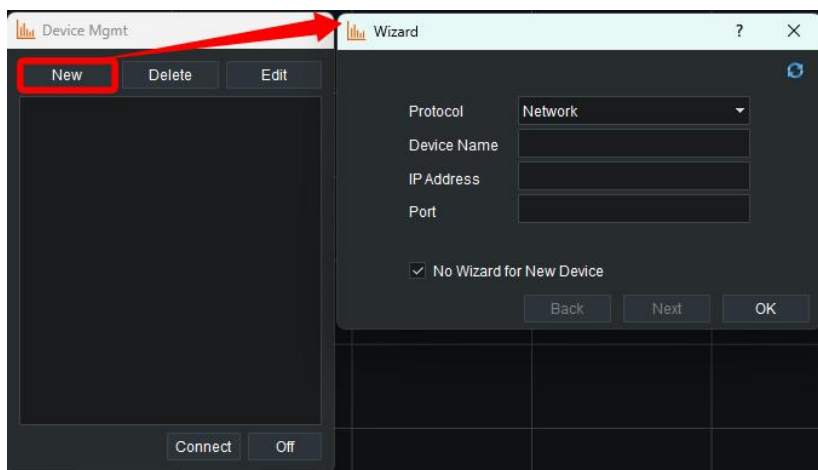 Device Mgmt
New Delete Edit
Connect Off
Wizard ?
Protocol Network
Device Name
IP Address
Port
No Wizard for New Device
Back Next OK